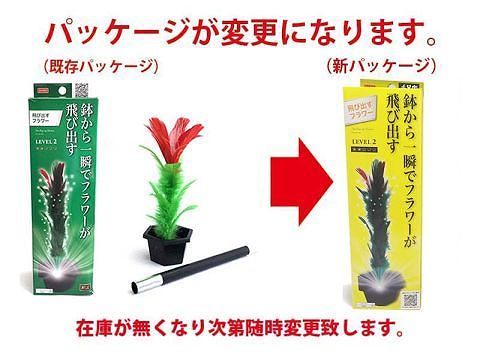 パッケージが変更になります。
（既存パッケージ）
（新パッケージ）
飛び出す
フラワー
LEVEL 2
鉢から一瞬でフラワーが
飛び出す
飛び出す
フラワー
LEVEL 2
鉢から一瞬でフラワーが
飛び出す
在庫が無くなり次第随時変更致します。